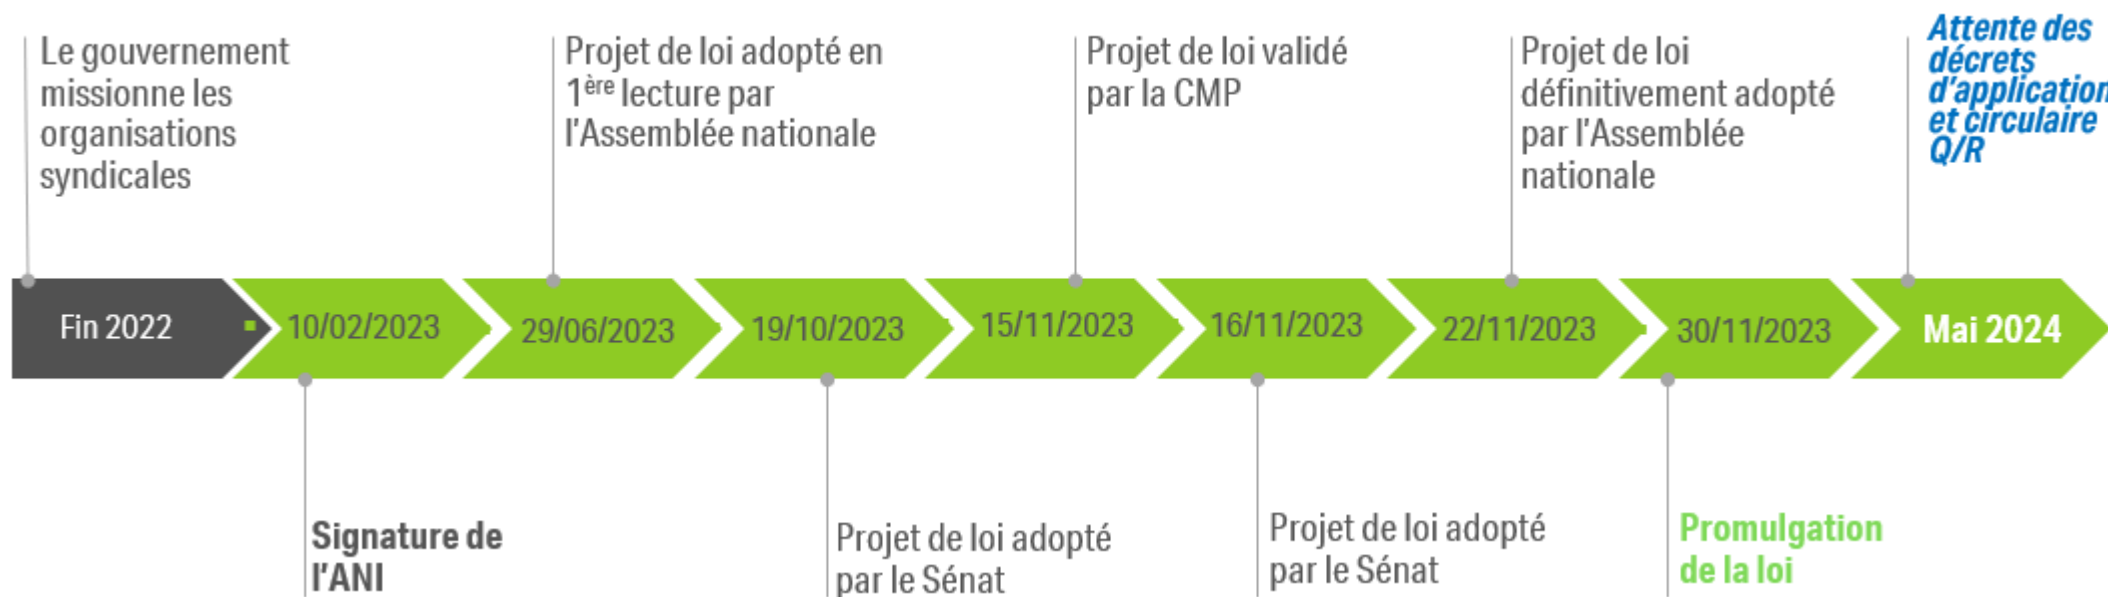 Le gouvernement
missionne les
organisations
syndicales
Projet de loi adopté en
1ère lecture par
l'Assemblée nationale
Projet de loi validé
par la CMP
Projet de loi
définitivement adopté
par l'Assemblée
nationale
Attente des
décrets
d'application
et circulaire
Q/R
Fin 2022
10/02/2023
29/06/2023
19/10/2023
15/11/2023
16/11/2023
22/11/2023
30/11/2023
Mai 2024
Signature de
l'ANI
Projet de loi adopté
par le Sénat
Projet de loi adopté
par le Sénat
Promulgation
de la loi